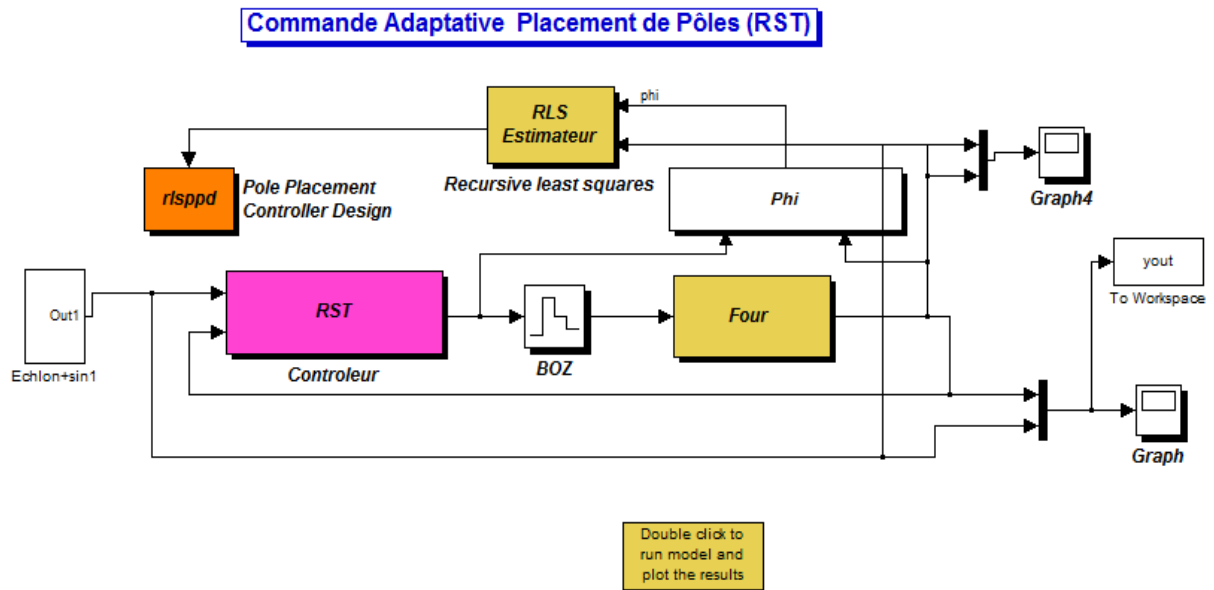 Commande Adaptative Placement de Pôles (RST)
RLS
Estimateur
phi
Recursive least squares
rlsppd
Pole Placement
Controller Design
Phi
Graph4
yout
To Workspace
Out1
Echlon+sin1
RST
Controleur
BOZ
Four
Graph
Double click to
run model and
plot the results